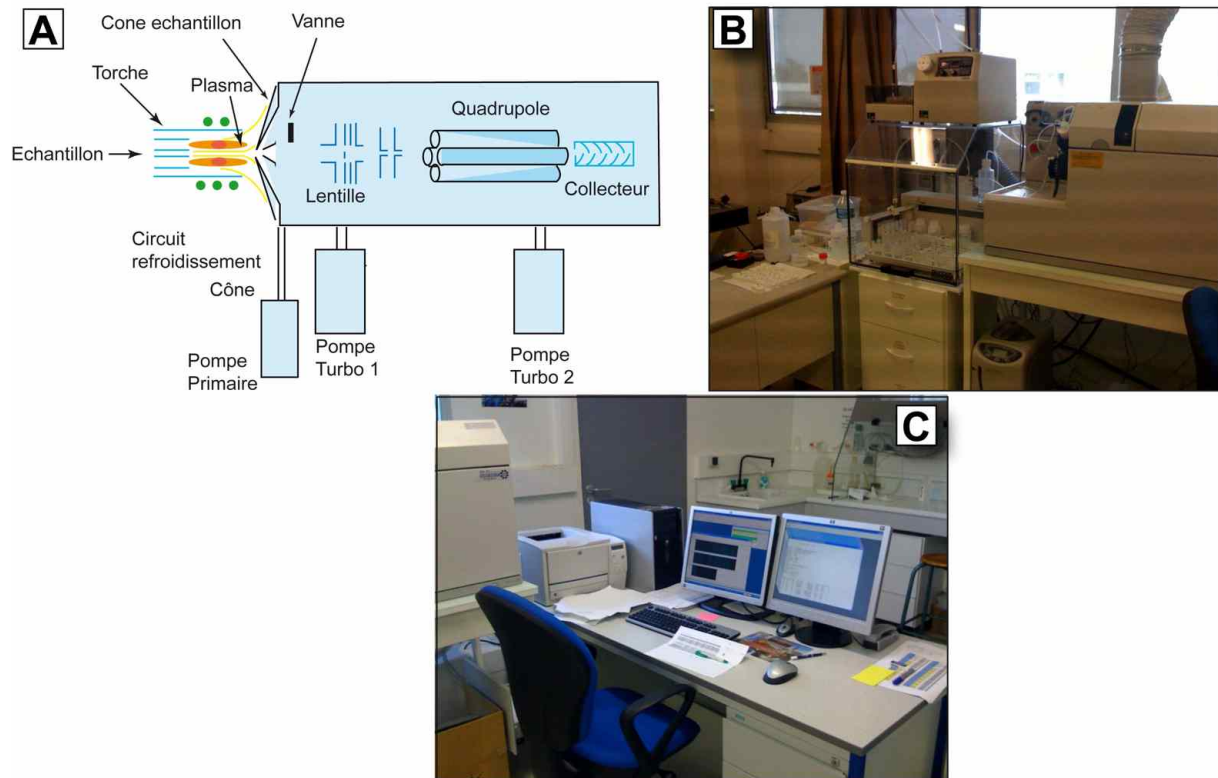 A
Cone echantillon
Vanne
Torche
Plasma
Quadrupole
Echantillon
Lentille
Collecteur
Circuit
refroidissement
Cône
Pompe
Primaire
Pompe
Turbo 1
Pompe
Turbo 2
B
C